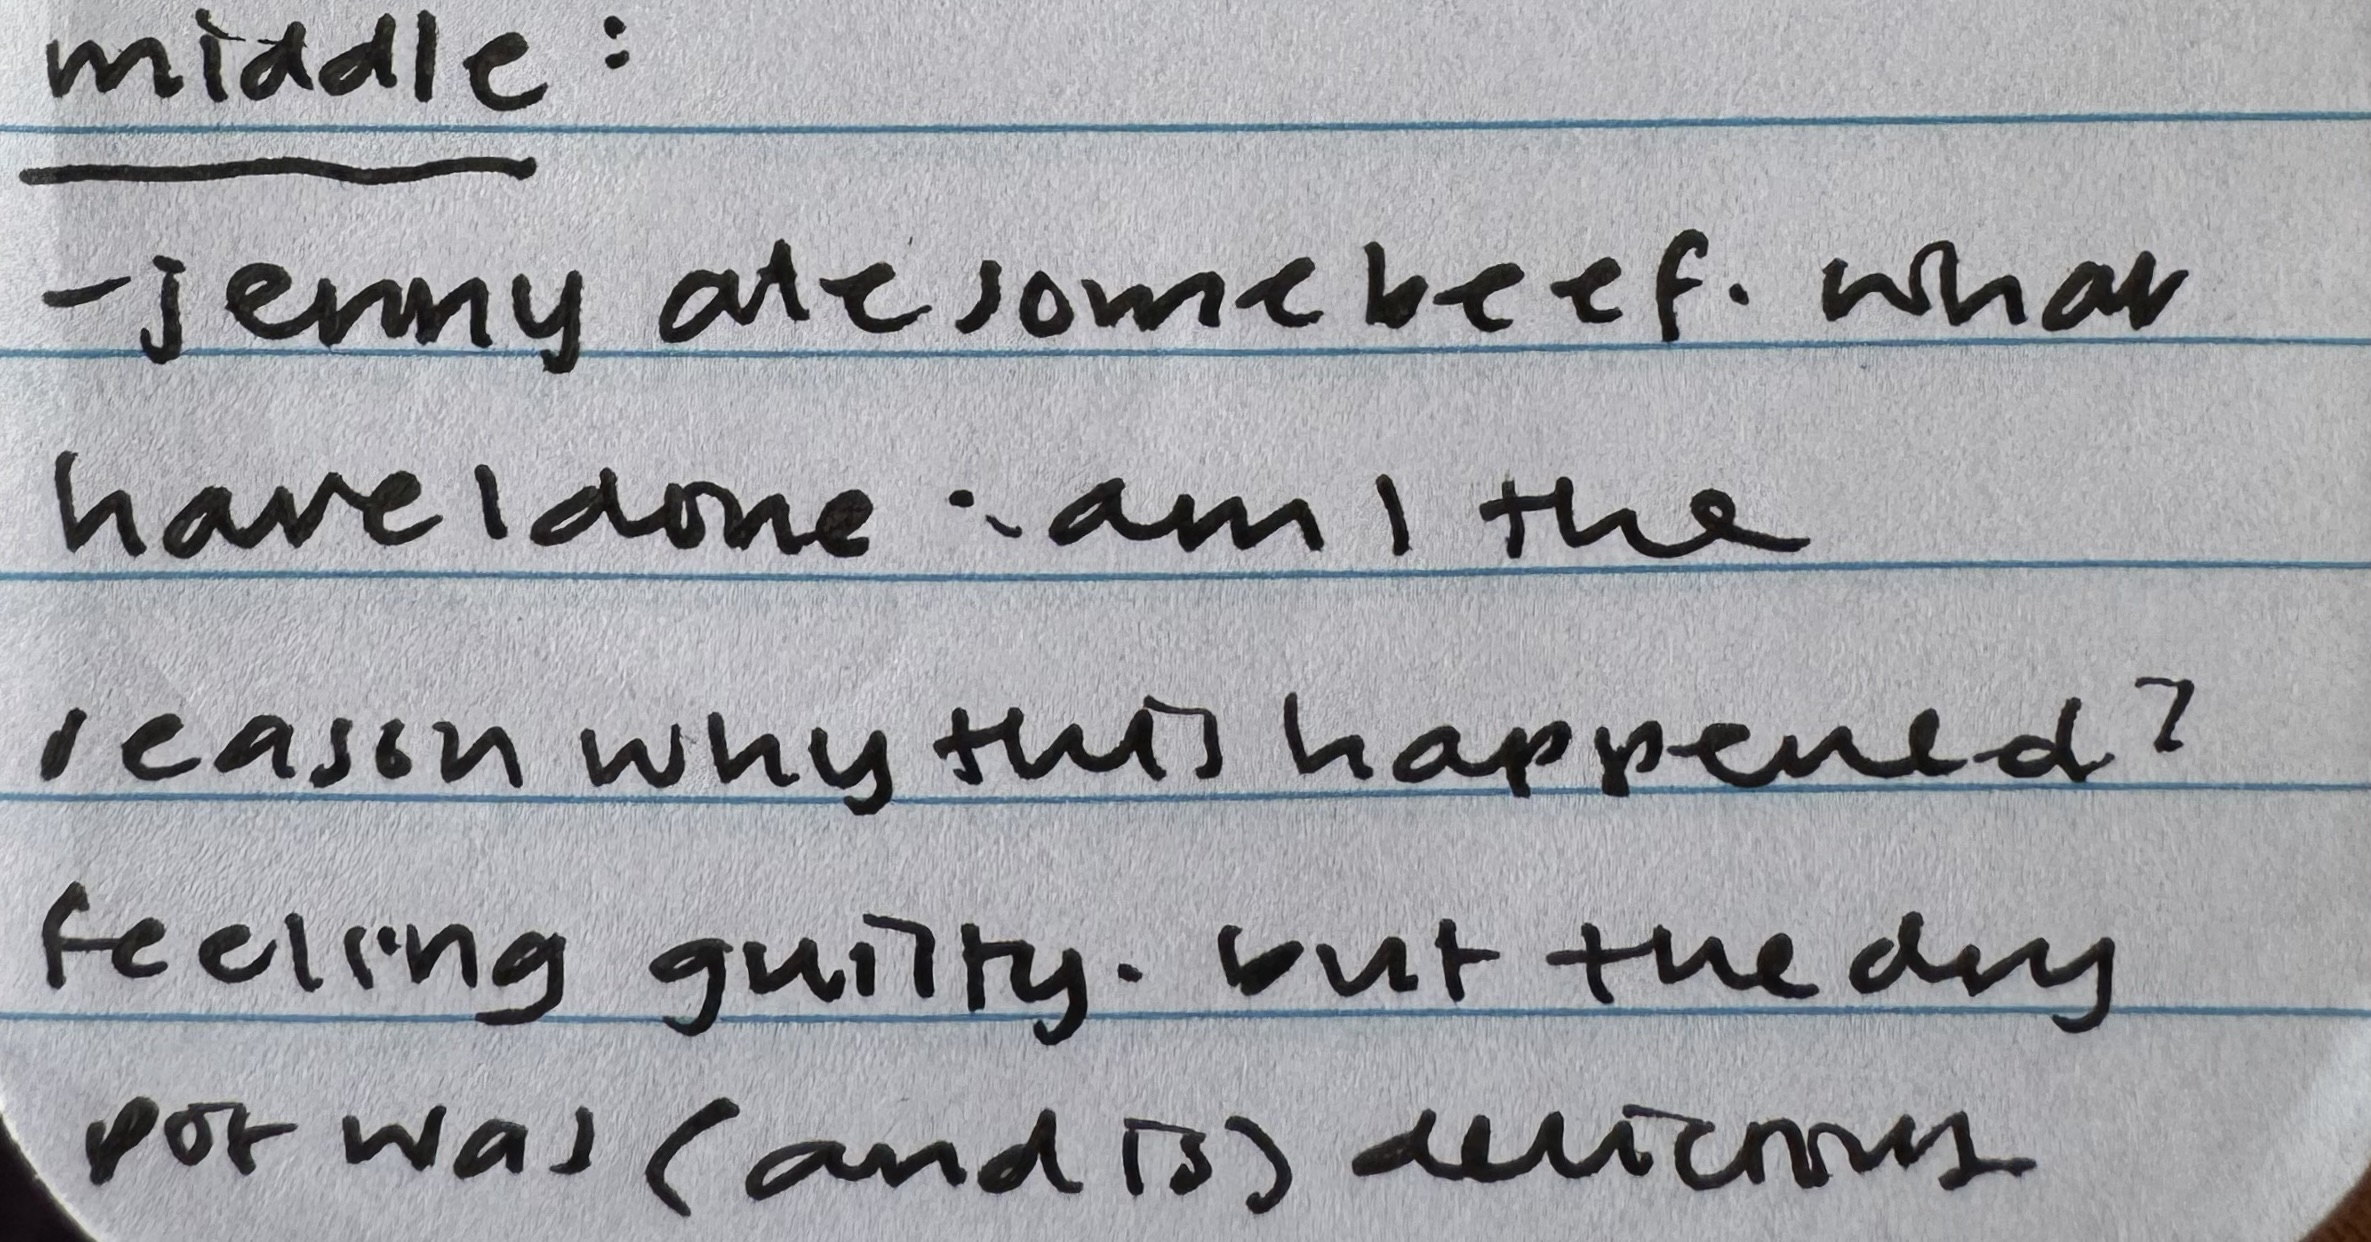 middle:
- jenny ate some beef. what
have I done :. am I the
reason why this happened?
feeling guilty. but the dry
pot was (and is) delicious